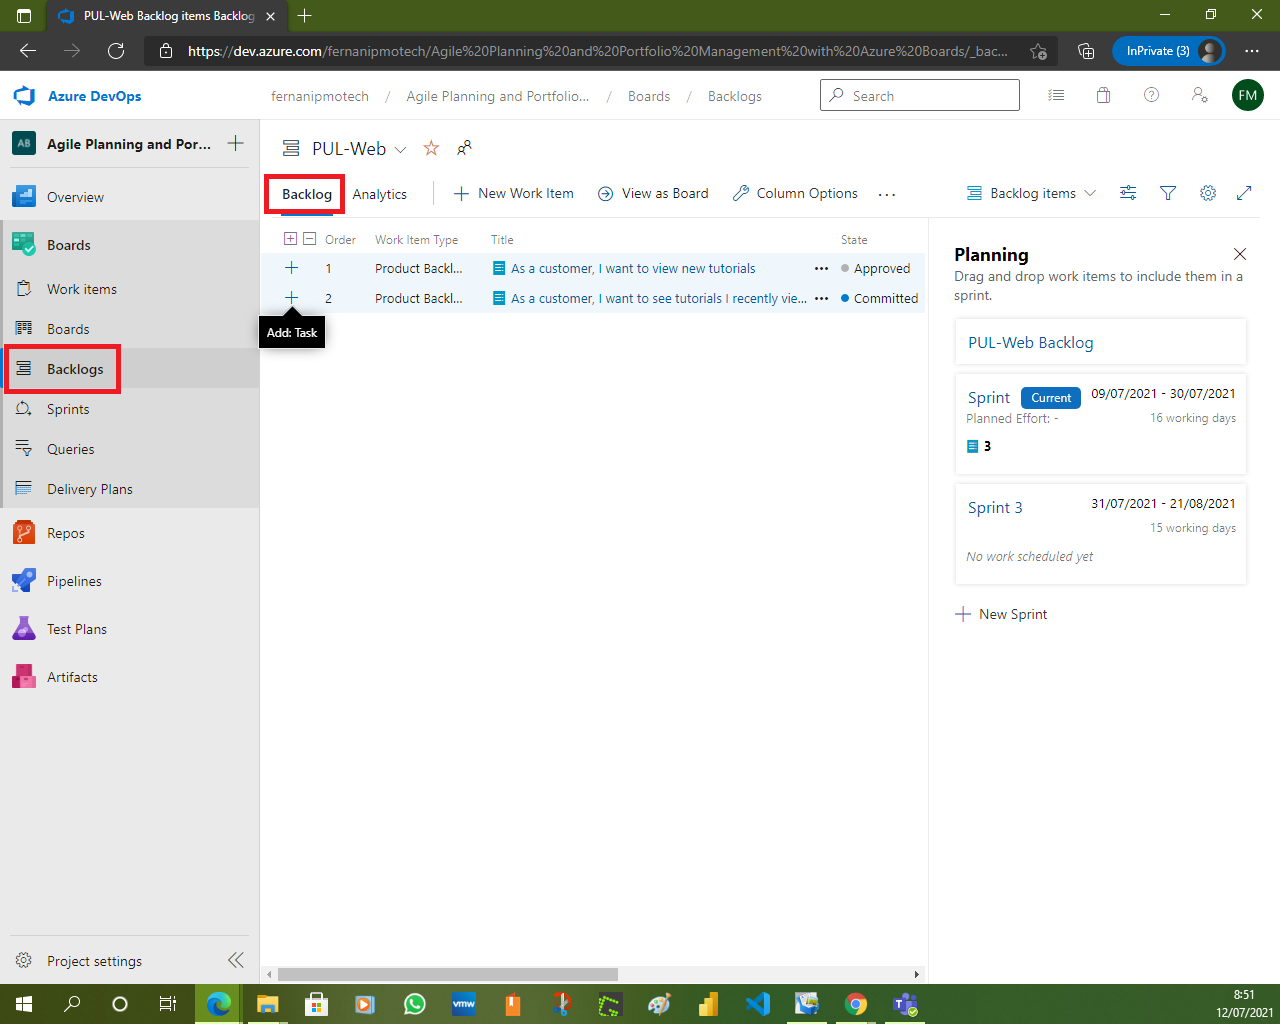 PUL-Web Backlog items Backlog
https://dev.azure.com/fernanipmotech/Agile%20Planning%20and%20Portfolio%20Management%20with%20Azure%20Boards/_bac...
InPrivate (3)
Azure DevOps
fernanipmotech / Agile Planning and Portfolio... / Boards / Backlogs
Search
FM
AB
Agile Planning and Por...
Overview
Boards
Work items
Boards
Backlogs
Sprints
Queries
Delivery Plans
Repos
Pipelines
Test Plans
Artifacts
Project settings
PUL-Web
Backlog
Analytics
New Work Item
View as Board
Column Options
Backlog items
Order Work Item Type Title State
1 Product Backl... As a customer, I want to view new tutorials ••• Approved
2 Product Backl... As a customer, I want to see tutorials I recently vie... ••• Committed
Add: Task
Planning
Drag and drop work items to include them in a
sprint.
PUL-Web Backlog
Sprint Current 09/07/2021 - 30/07/2021
Planned Effort: - 16 working days
3
Sprint 3 31/07/2021 - 21/08/2021
15 working days
No work scheduled yet
New Sprint
vmw
8:51
12/07/2021